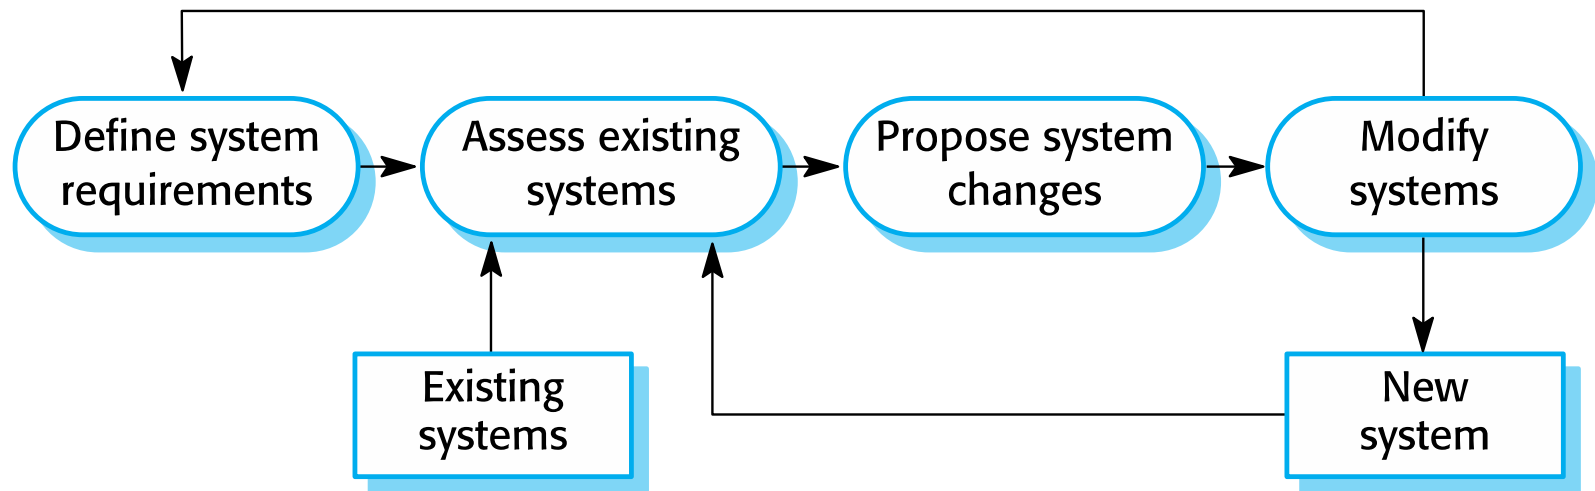 Define system
requirements
Assess existing
systems
Propose system
changes
Modify
systems
Existing
systems
New
system